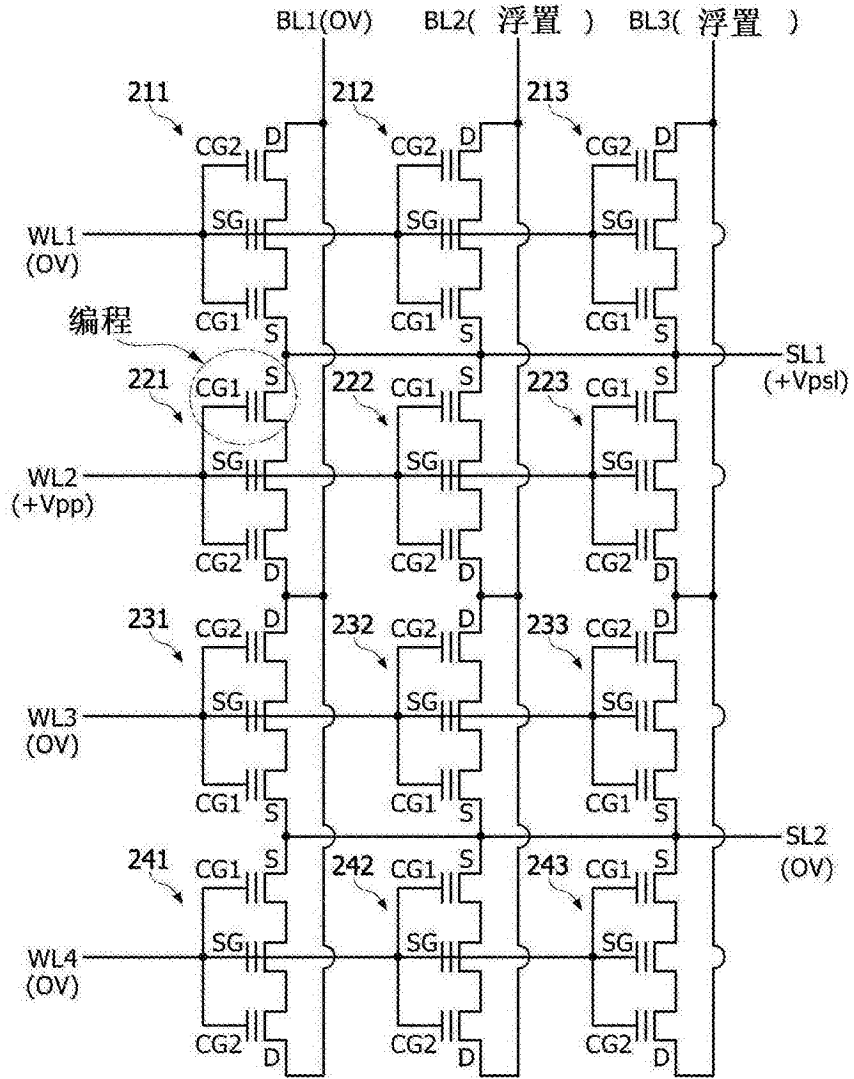 BL1(OV) BL2( 浮置 ) BL3( 浮置 )
211 212 213
D D D
CG2 CG2 CG2
WL1 SG SG SG
(OV)
CG1 CG1 CG1
编程 S S S
SL1
(+Vpsl)
S S S
221 CG1 222 CG1 223 CG1
WL2 SG SG SG
(+Vpp)
CG2 CG2 CG2
D D D
231 D 232 D 233 D
CG2 CG2 CG2
WL3 SG SG SG
(OV)
CG1 CG1 CG1
S S S
SL2
(OV)
241 S 242 S 243 S
CG1 CG1 CG1
WL4 SG SG SG
(OV)
CG2 CG2 CG2
D D D